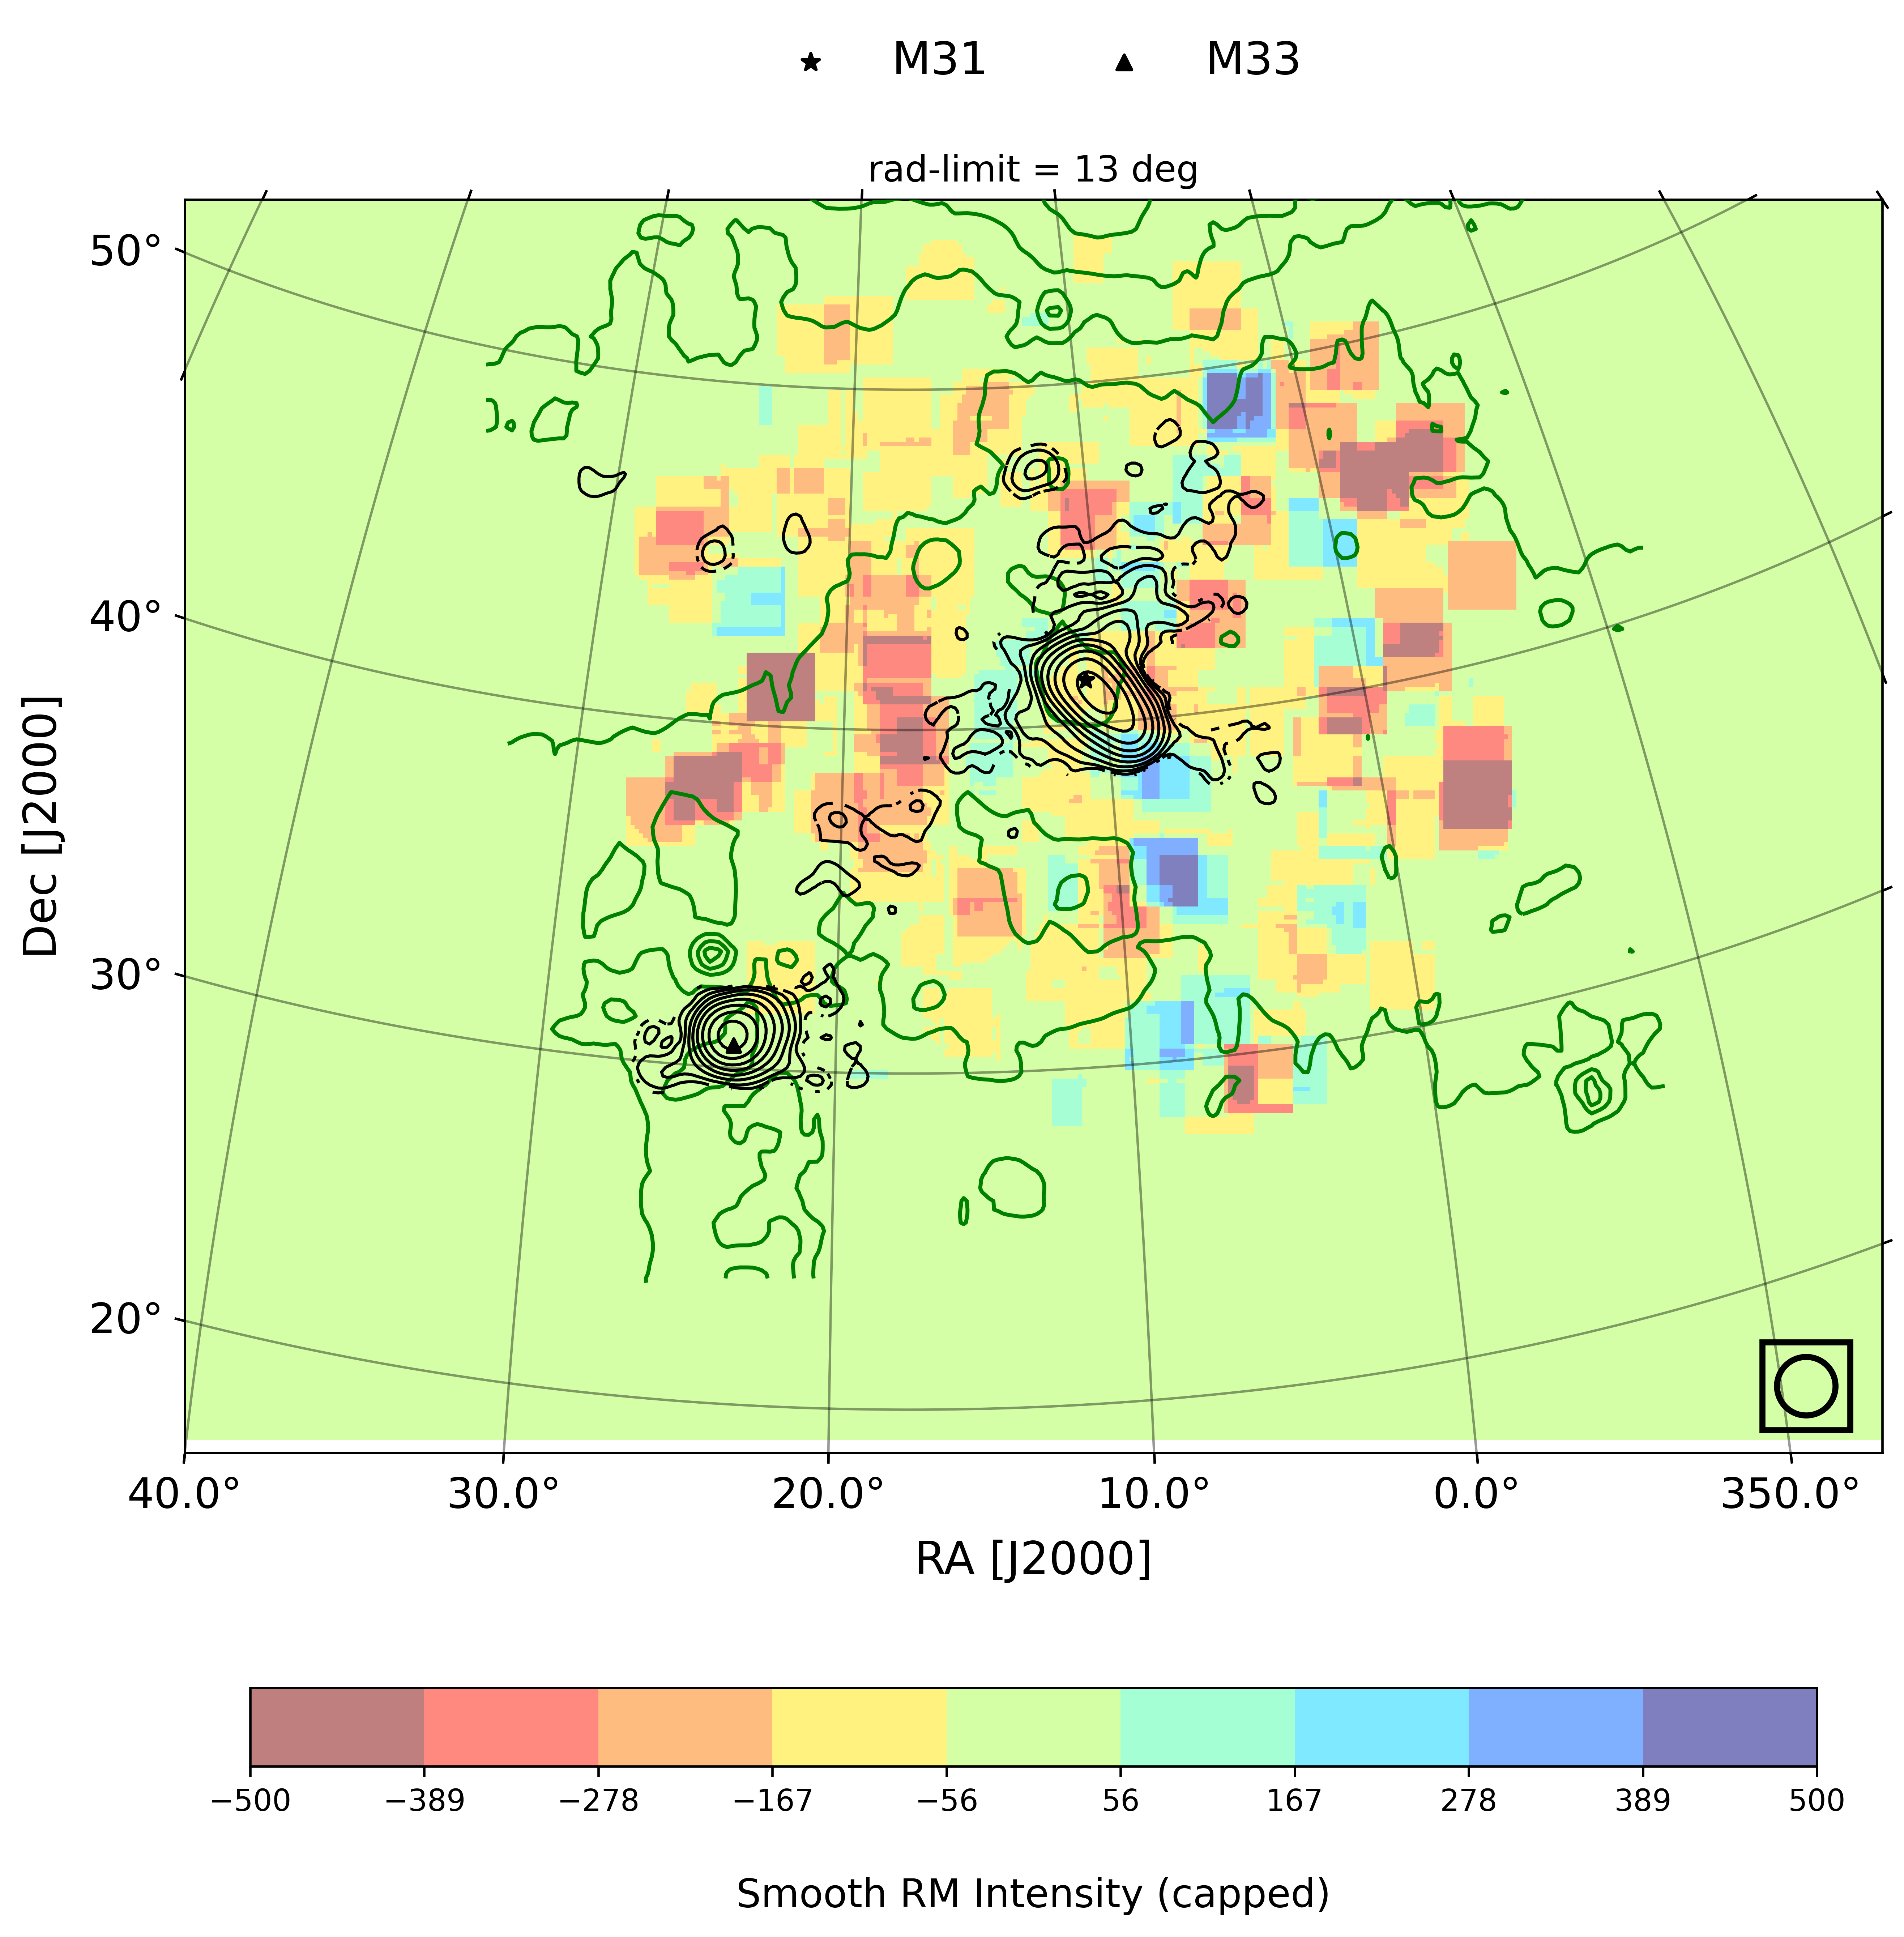 M31 M33
rad-limit = 13 deg
50°
40°
30°
20°
Dec [J2000]
40.0° 30.0° 20.0° 10.0° 0.0° 350.0°
RA [J2000]
−500 −389 −278 −167 −56 56 167 278 389 500
Smooth RM Intensity (capped)